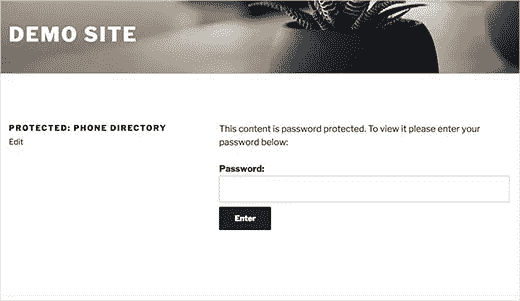 DEMO SITE
PROTECTED: PHONE DIRECTORY
Edit
This content is password protected. To view it please enter your
password below:
Password:
Enter